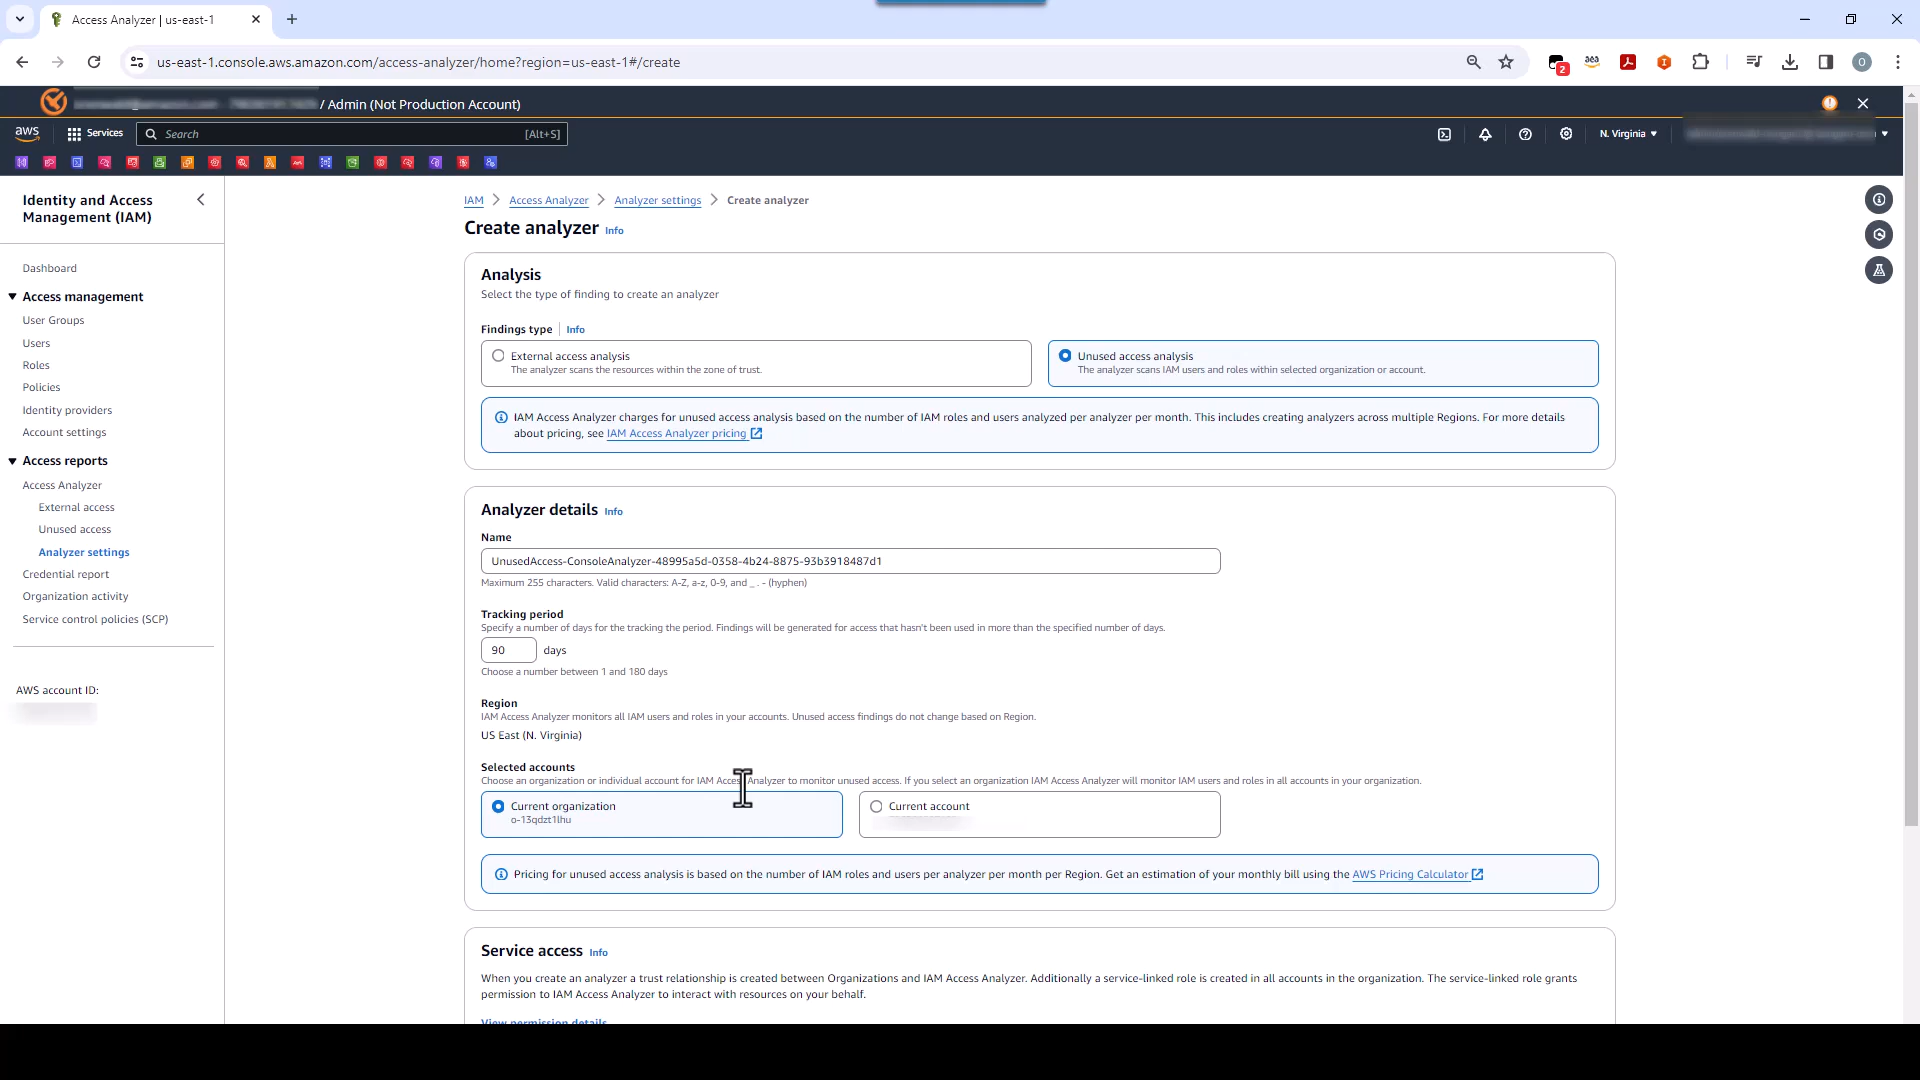 Access Analyzer | us-east-1
us-east-1.console.aws.amazon.com/access-analyzer/home?region=us-east-1#/create
2
O
/ Admin (Not Production Account)
aws
Services
Search
[Alt+S]
N. Virginia
Identity and Access
Management (IAM)
Dashboard
Access management
User Groups
Users
Roles
Policies
Identity providers
Account settings
Access reports
Access Analyzer
External access
Unused access
Analyzer settings
Credential report
Organization activity
Service control policies (SCP)
AWS account ID:
IAM > Access Analyzer > Analyzer settings > Create analyzer
Create analyzer Info
Analysis
Select the type of finding to create an analyzer
Findings type | Info
External access analysis
The analyzer scans the resources within the zone of trust.
Unused access analysis
The analyzer scans IAM users and roles within selected organization or account.
IAM Access Analyzer charges for unused access analysis based on the number of IAM roles and users analyzed per analyzer per month. This includes creating analyzers across multiple Regions. For more details
about pricing, see IAM Access Analyzer pricing
Analyzer details Info
Name
UnusedAccess-ConsoleAnalyzer-48995a5d-0358-4b24-8875-93b3918487d1
Maximum 255 characters. Valid characters: A-Z, a-z, 0-9, and _ . - (hyphen)
Tracking period
Specify a number of days for the tracking the period. Findings will be generated for access that hasn't been used in more than the specified number of days.
90 days
Choose a number between 1 and 180 days
Region
IAM Access Analyzer monitors all IAM users and roles in your accounts. Unused access findings do not change based on Region.
US East (N. Virginia)
Selected accounts
Choose an organization or individual account for IAM Access Analyzer to monitor unused access. If you select an organization IAM Access Analyzer will monitor IAM users and roles in all accounts in your organization.
Current organization
o-13qdzt1lhu
Current account
Pricing for unused access analysis is based on the number of IAM roles and users per analyzer per month per Region. Get an estimation of your monthly bill using the AWS Pricing Calculator
Service access Info
When you create an analyzer a trust relationship is created between Organizations and IAM Access Analyzer. Additionally a service-linked role is created in all accounts in the organization. The service-linked role grants
permission to IAM Access Analyzer to interact with resources on your behalf.
View permission details